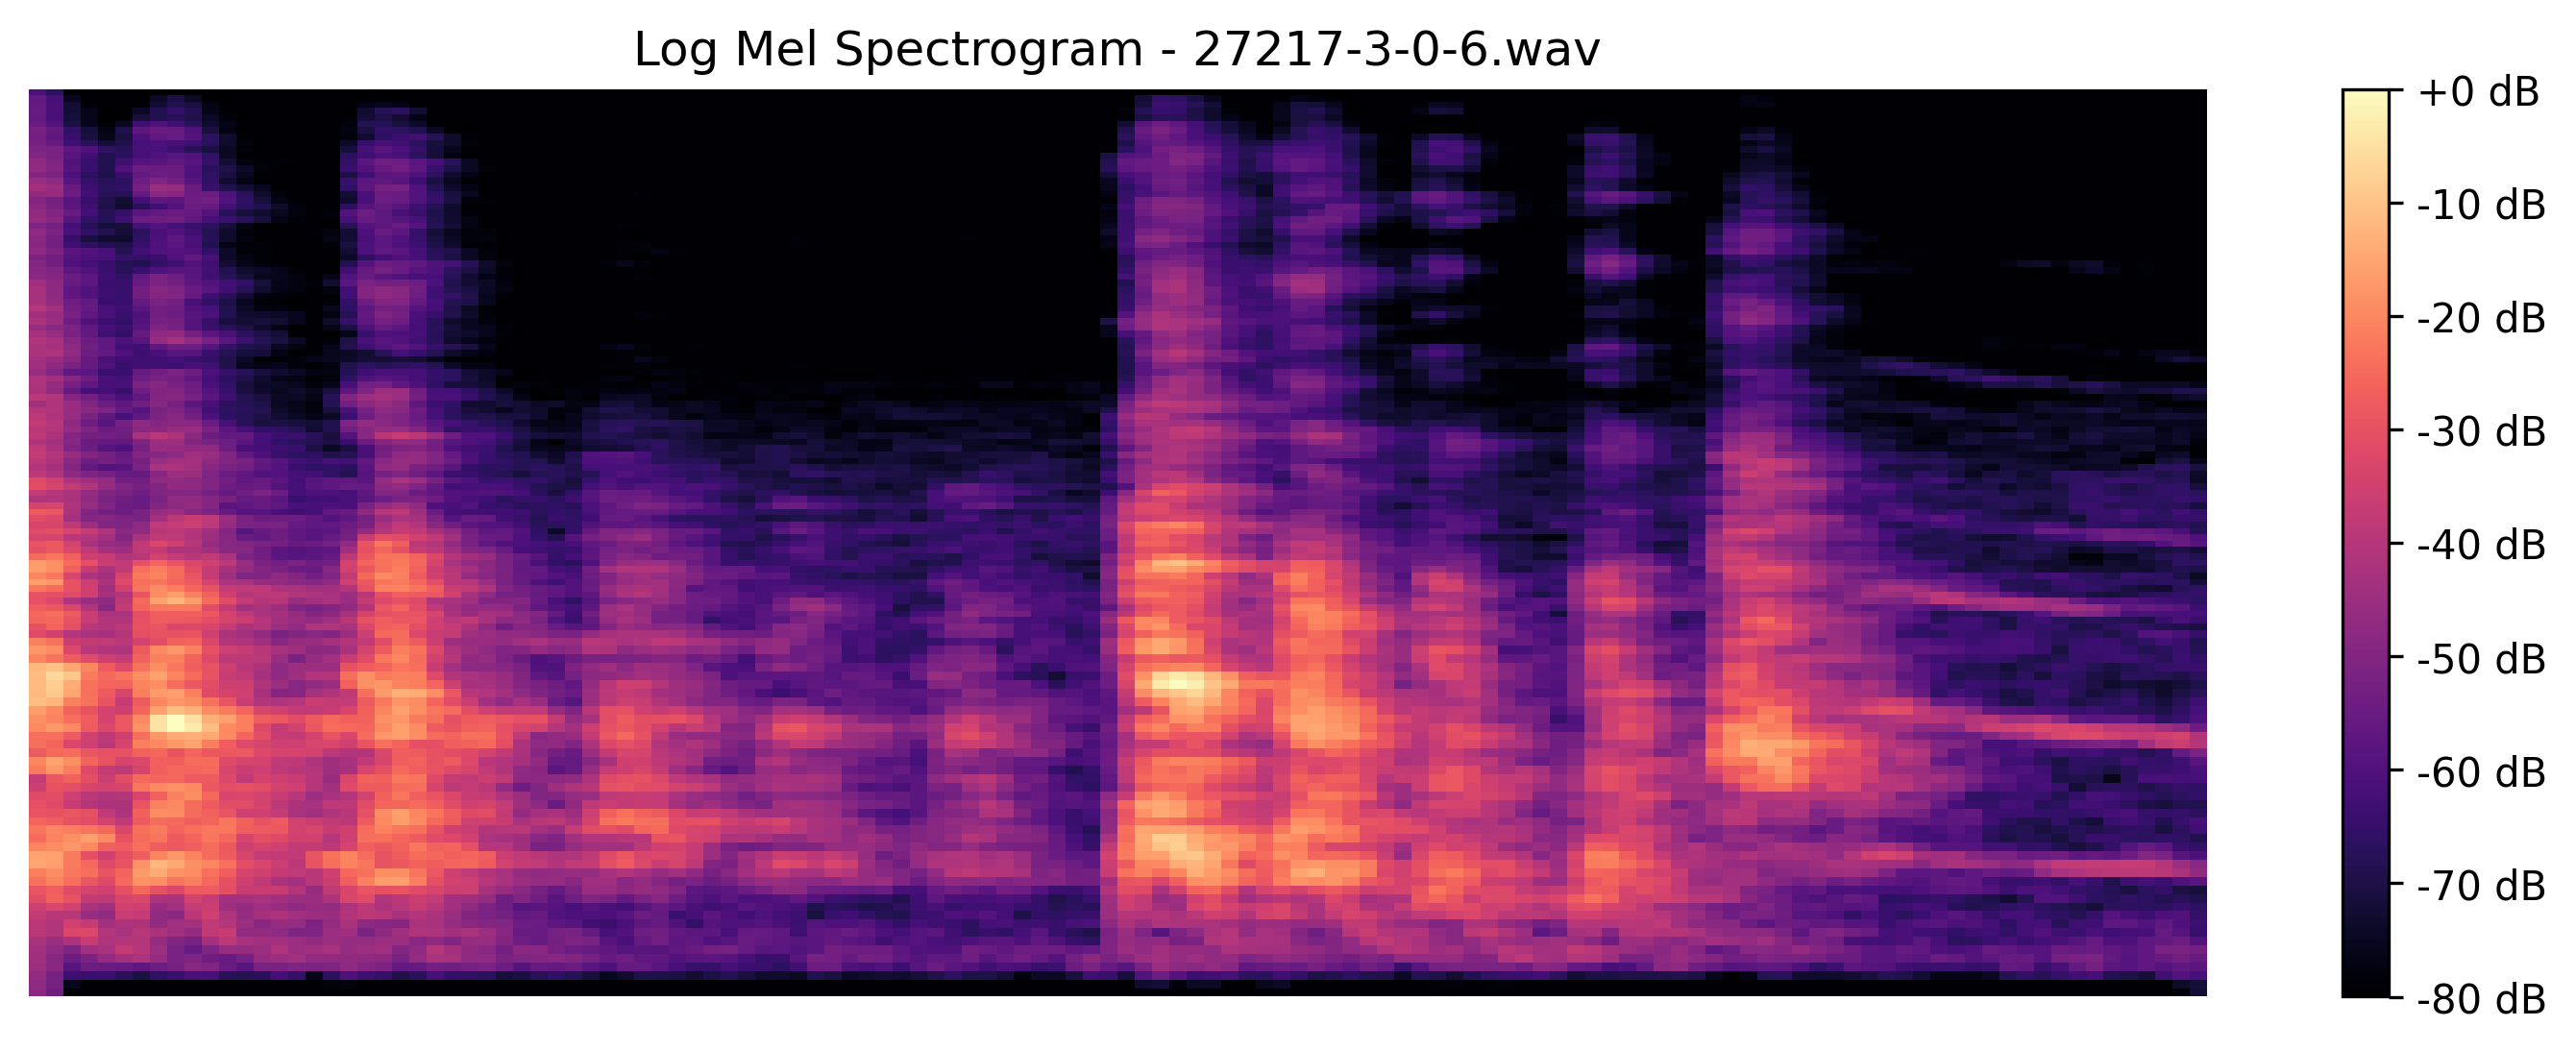 Log Mel Spectrogram - 27217-3-0-6.wav
+0 dB
-10 dB
-20 dB
-30 dB
-40 dB
-50 dB
-60 dB
-70 dB
-80 dB